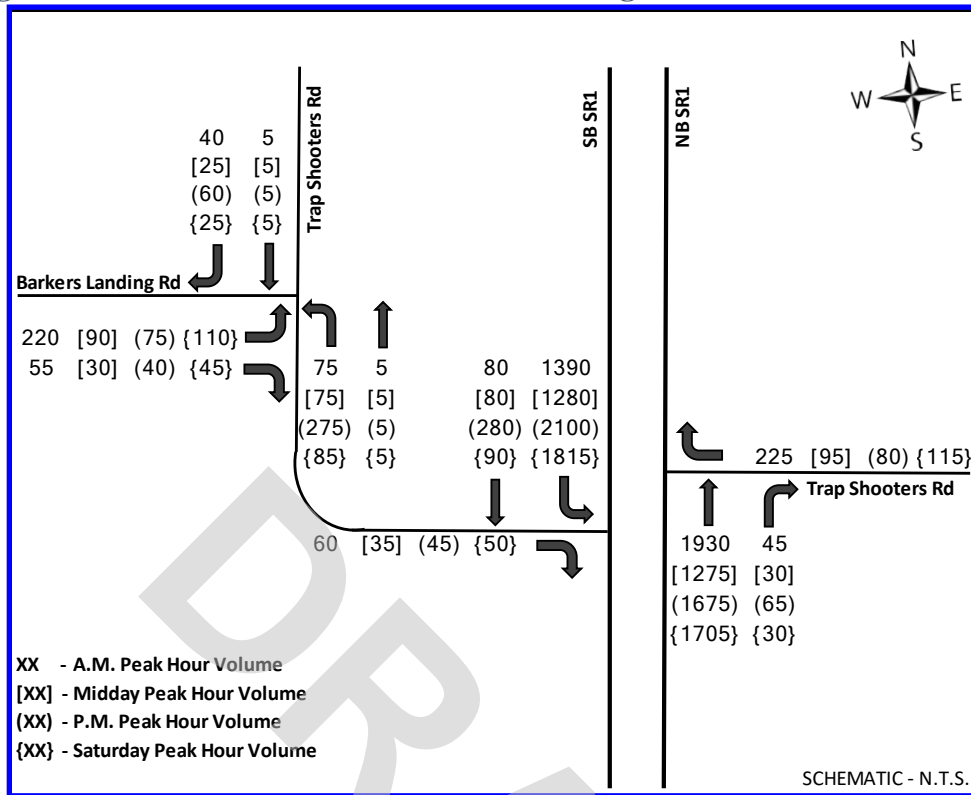 N
W E
S
Trap Shooters Rd
SB SR1
NB SR1
40 5
[25] [5]
(60) (5)
{25} {5}
Barkers Landing Rd
220 [90] (75) {110}
55 [30] (40) {45}
75 5
[75] [5]
(275) (5)
{85} {5}
80 1390
[80] [1280]
(280) (2100)
{90} {1815}
60 [35] (45) {50}
225 [95] (80) {115}
Trap Shooters Rd
1930 45
[1275] [30]
(1675) (65)
{1705} {30}
XX - A.M. Peak Hour Volume
[XX] - Midday Peak Hour Volume
(XX) - P.M. Peak Hour Volume
{XX} - Saturday Peak Hour Volume
SCHEMATIC - N.T.S.